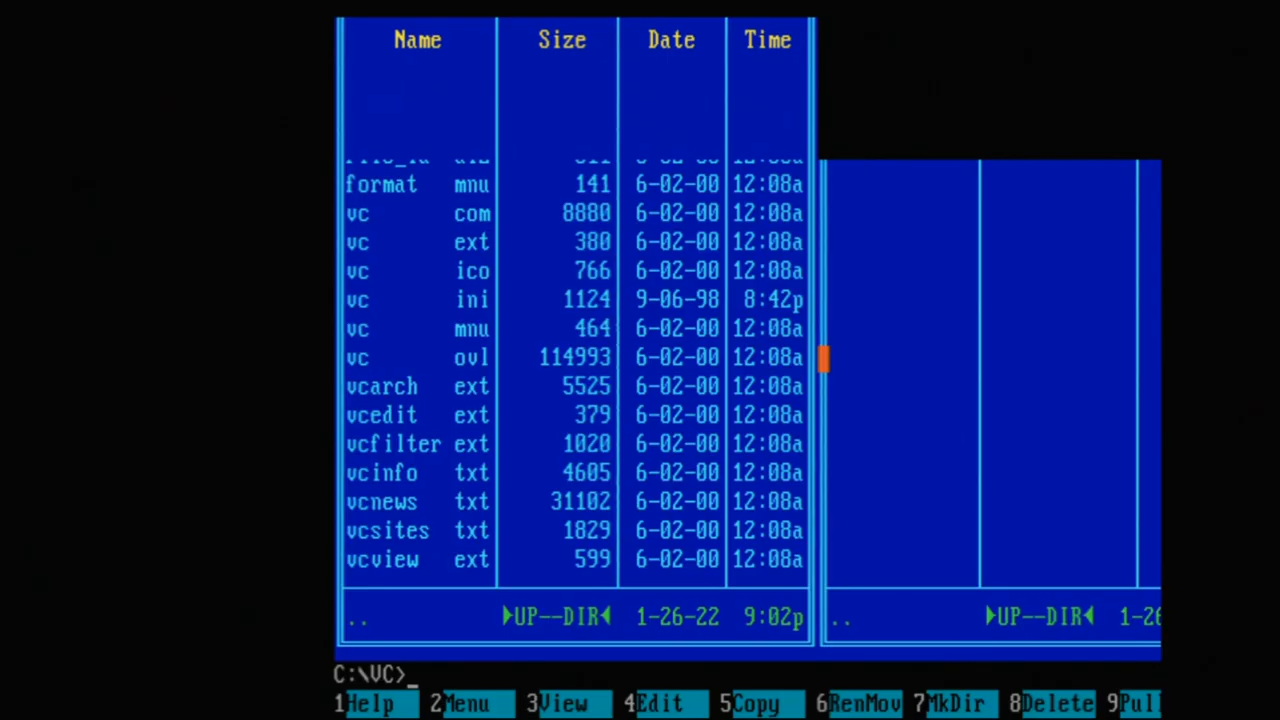 Name Size Date Time
format mnu 141 6-02-00 12:08a
vc com 8880 6-02-00 12:08a
vc ext 380 6-02-00 12:08a
vc ico 766 6-02-00 12:08a
vc ini 1124 9-06-98 8:42p
vc mnu 464 6-02-00 12:08a
vc ovl 114993 6-02-00 12:08a
vcarch ext 5525 6-02-00 12:08a
vcedit ext 379 6-02-00 12:08a
vcfilter ext 1020 6-02-00 12:08a
vcinfo txt 4605 6-02-00 12:08a
vcnews txt 31102 6-02-00 12:08a
vcsites txt 1829 6-02-00 12:08a
vcview ext 599 6-02-00 12:08a
.. ►UP--DIR◄ 1-26-22 9:02p .. ►UP--DIR◄ 1-26
C:\VC>_
1Help 2Menu 3View 4Edit 5Copy 6RenMov 7MkDir 8Delete 9Pull